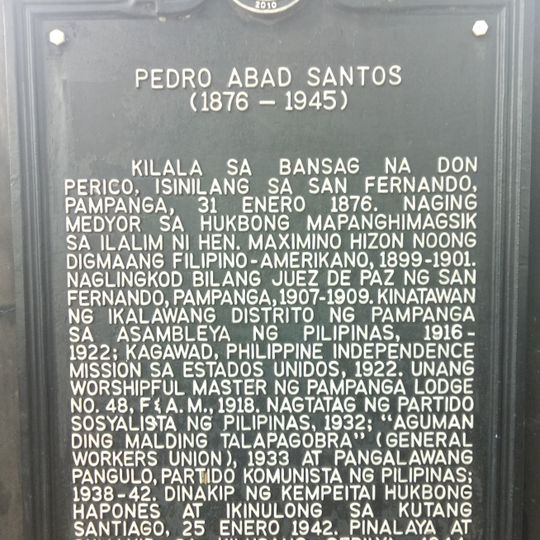 2010
PEDRO ABAD SANTOS
(1876 – 1945)
KILALA SA BANSAG NA DON
PERICO. ISINILANG SA SAN FERNANDO,
PAMPANGA, 31 ENERO 1876. NAGING
MEDYOR SA HUKBONG MAPANGHIMAGSIK
SA ILALIM NI HEN. MAXIMINO HIZON NOONG
DIGMAANG FILIPINO-AMERIKANO, 1899-1901.
NAGLINGKOD BILANG JUEZ DE PAZ NG SAN
FERNANDO, PAMPANGA, 1907-1909. KINATAWAN
NG IKALAWANG DISTRITO NG PAMPANGA
SA ASAMBLEYA NG PILIPINAS, 1916-
1922; KAGAWAD, PHILIPPINE INDEPENDENCE
MISSION SA ESTADOS UNIDOS, 1922. UNANG
WORSHIPFUL MASTER NG PAMPANGA LODGE
NO. 48, F& A.M., 1918. NAGTATAG NG PARTIDO
SOSYALISTA NG PILIPINAS, 1932; “AGUMAN
DING MALDING TALAPAGOBRA” (GENERAL
WORKERS UNION), 1933 AT PANGALAWANG
PANGULO, PARTIDO KOMUNISTA NG PILIPINAS;
1938-42. DINAKIP NG KEMPEITAI HUKBONG
HAPONES AT IKINULONG SA KUTANG
SANTIAGO, 25 ENERO 1942. PINALAYA AT